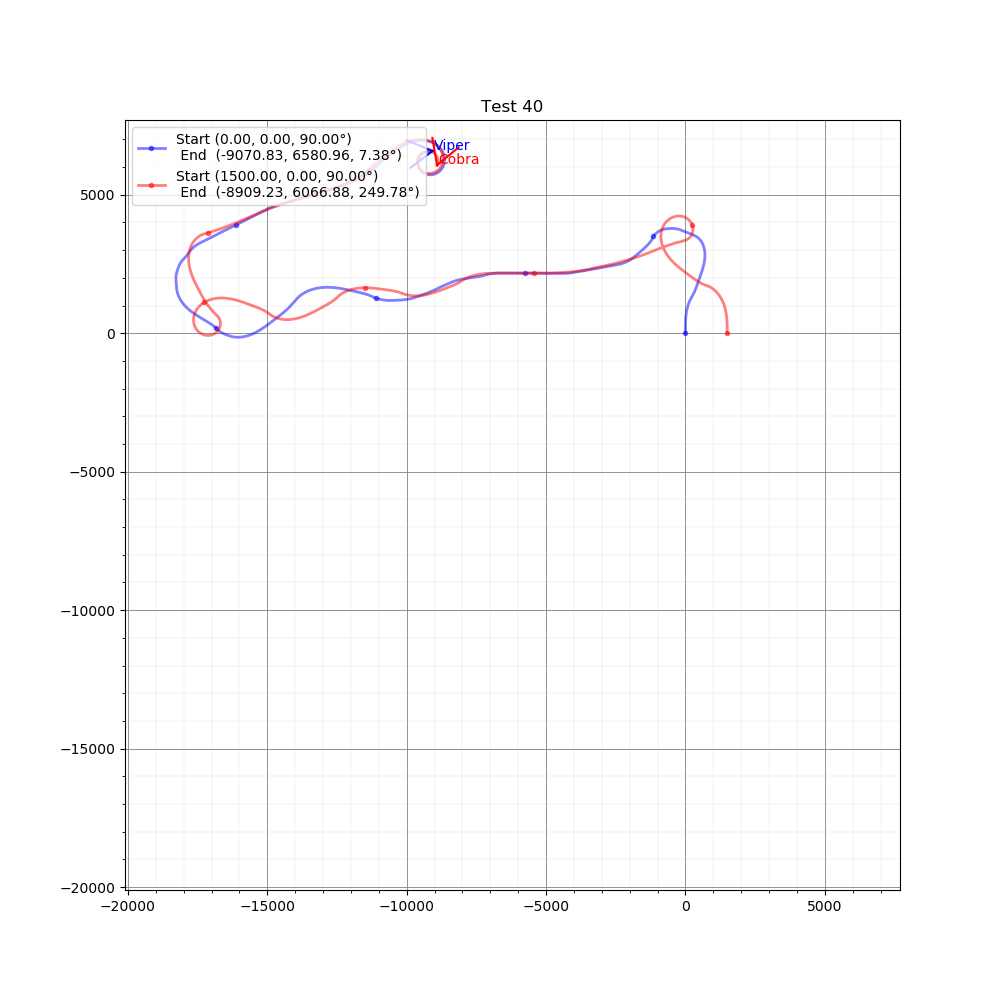 Test 40
Start (0.00, 0.00, 90.00°)
End (-9070.83, 6580.96, 7.38°)
Start (1500.00, 0.00, 90.00°)
End (-8909.23, 6066.88, 249.78°)
Viper
Cobra
5000
0
−5000
−10000
−15000
−20000
−20000 −15000 −10000 −5000 0 5000